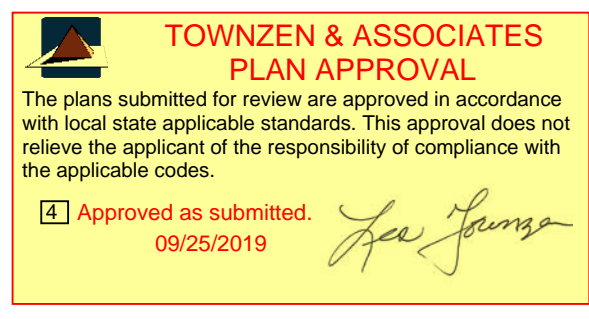 TOWNZEN & ASSOCIATES
PLAN APPROVAL
The plans submitted for review are approved in accordance
with local state applicable standards. This approval does not
relieve the applicant of the responsibility of compliance with
the applicable codes.
4 Approved as submitted.
09/25/2019